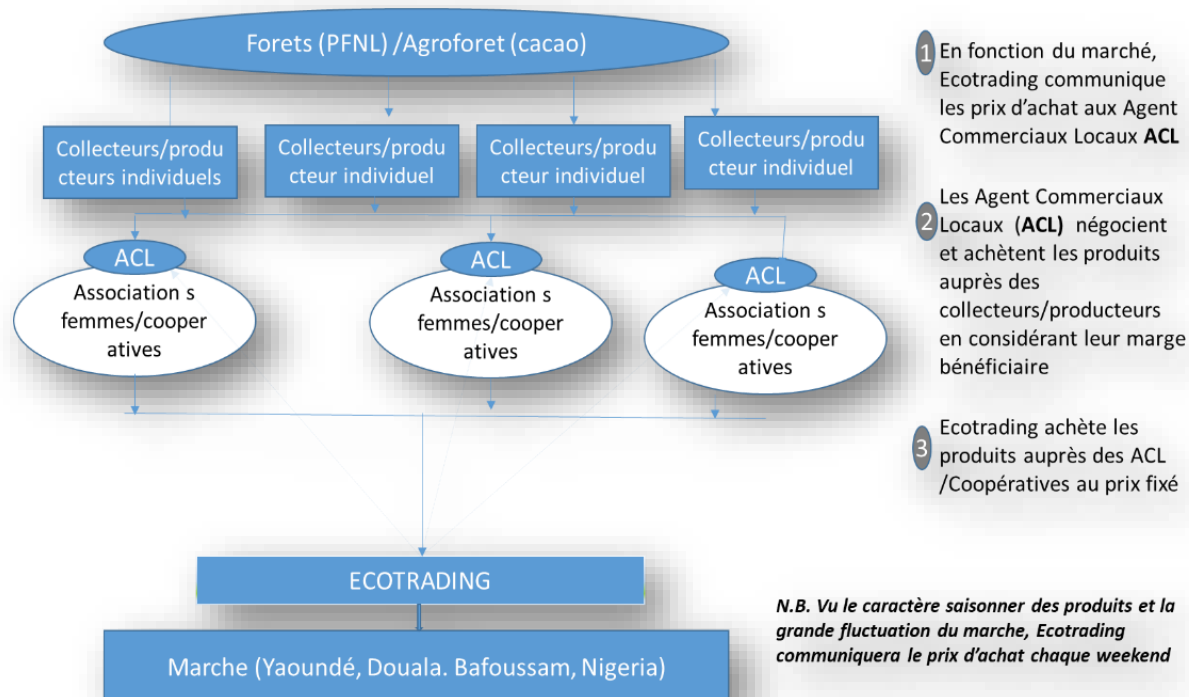 Forets (PFNL) /Agroforet (cacao)
Collecteurs/produ
cteurs individuels
Collecteurs/produ
cteur individuel
Collecteurs/produ
cteur individuel
Collecteurs/produ
cteur individuel
ACL
Association s
femmes/cooper
atives
ACL
Association s
femmes/cooper
atives
ACL
Association s
femmes/cooper
atives
ECOTRADING
Marche (Yaoundé, Douala. Bafoussam, Nigeria)
1 En fonction du marché,
Ecotrading communique
les prix d’achat aux Agent
Commerciaux Locaux ACL
2 Les Agent Commerciaux
Locaux (ACL) négocient
et achètent les produits
auprès des
collecteurs/producteurs
en considérant leur marge
bénéficiaire
3 Ecotrading achète les
produits auprès des ACL
/Coopératives au prix fixé
N.B. Vu le caractère saisonner des produits et la
grande fluctuation du marche, Ecotrading
communiquera le prix d’achat chaque weekend